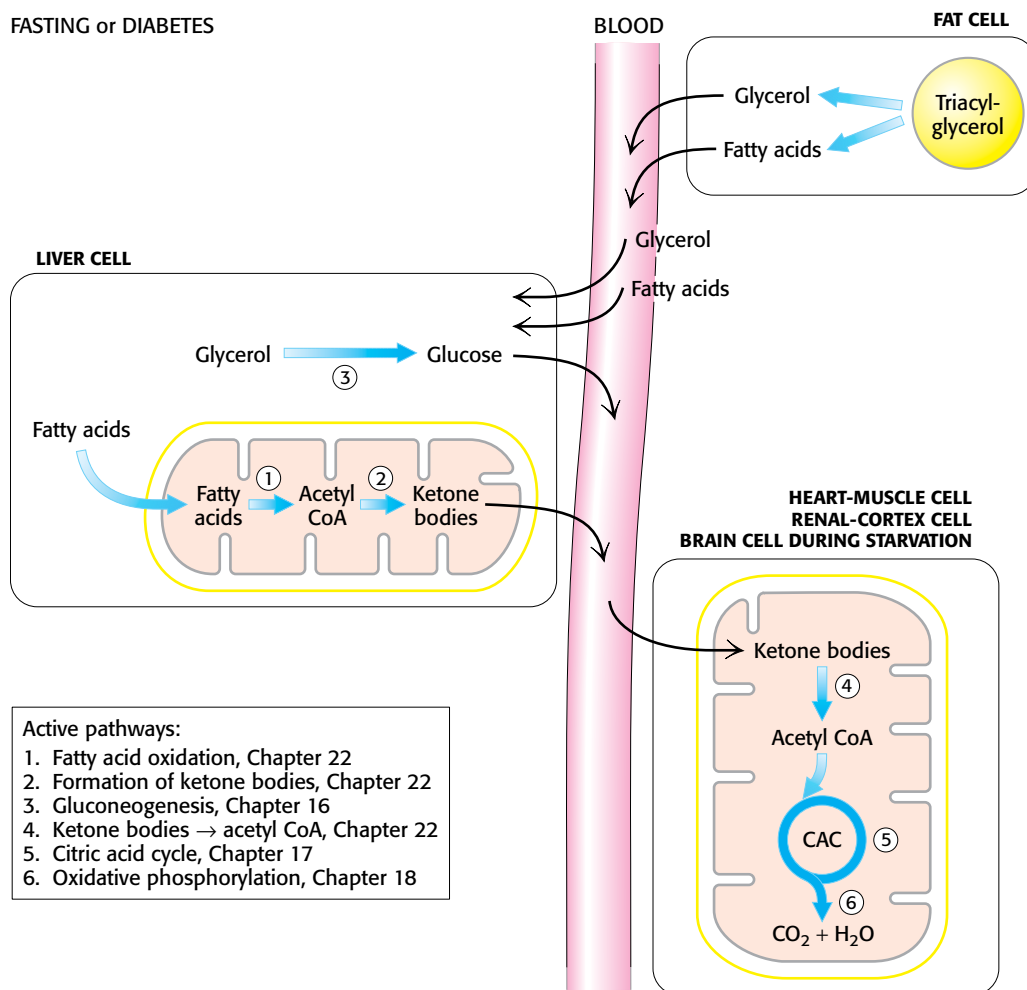 FASTING or DIABETES
BLOOD
FAT CELL
Glycerol
Triacyl-
glycerol
Fatty acids
Glycerol
Fatty acids
LIVER CELL
Glycerol
Glucose
3
Fatty acids
1
2
Fatty
acids
Acetyl
CoA
Ketone
bodies
HEART-MUSCLE CELL
RENAL-CORTEX CELL
BRAIN CELL DURING STARVATION
Ketone bodies
4
Acetyl CoA
CAC
5
6
CO₂ + H₂O
Active pathways:
1. Fatty acid oxidation, Chapter 22
2. Formation of ketone bodies, Chapter 22
3. Gluconeogenesis, Chapter 16
4. Ketone bodies → acetyl CoA, Chapter 22
5. Citric acid cycle, Chapter 17
6. Oxidative phosphorylation, Chapter 18